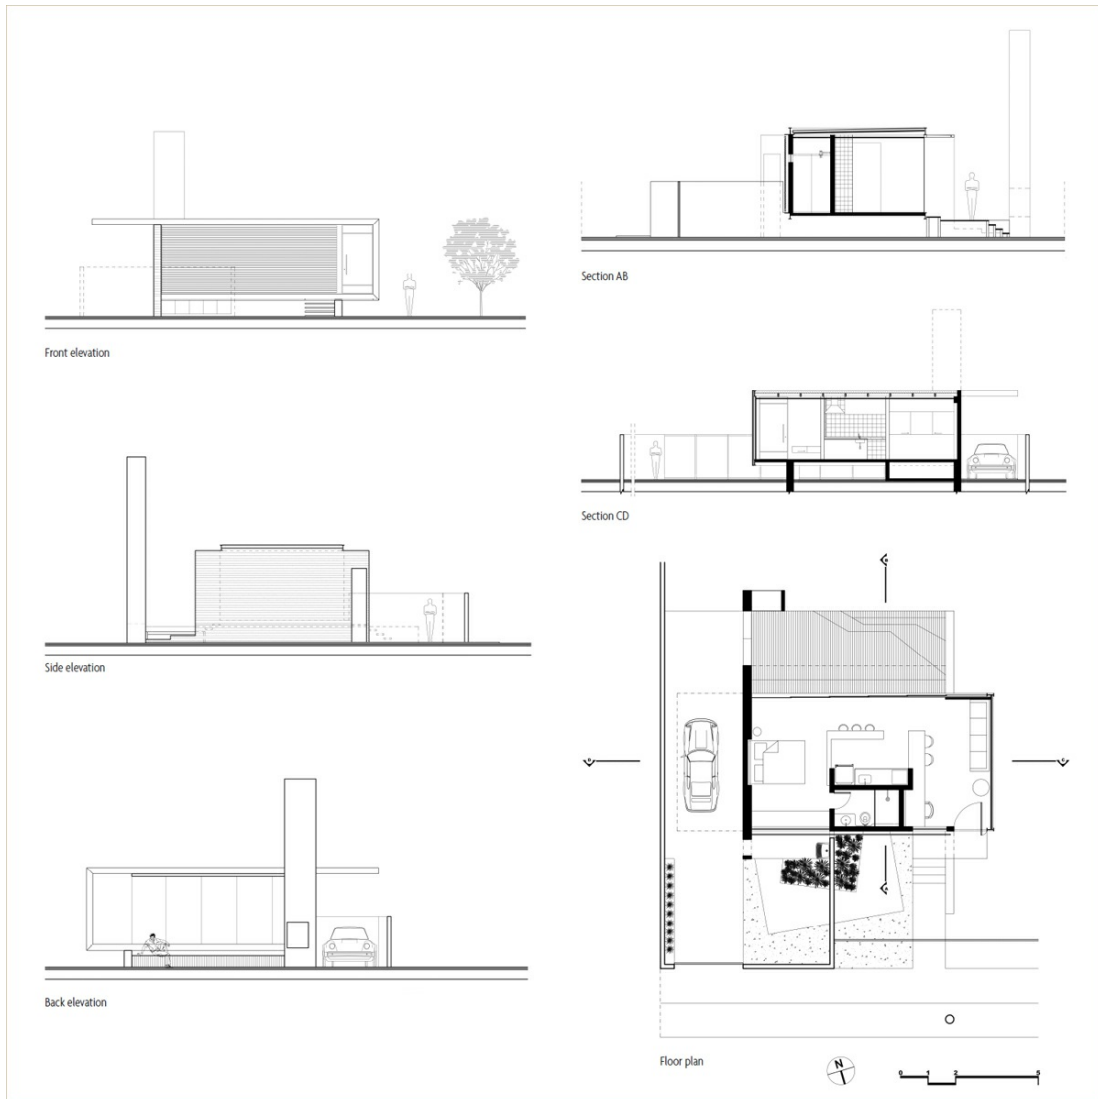 Front elevation
Section AB
Section CD
Side elevation
Back elevation
Floor plan
N
0 1 2 5